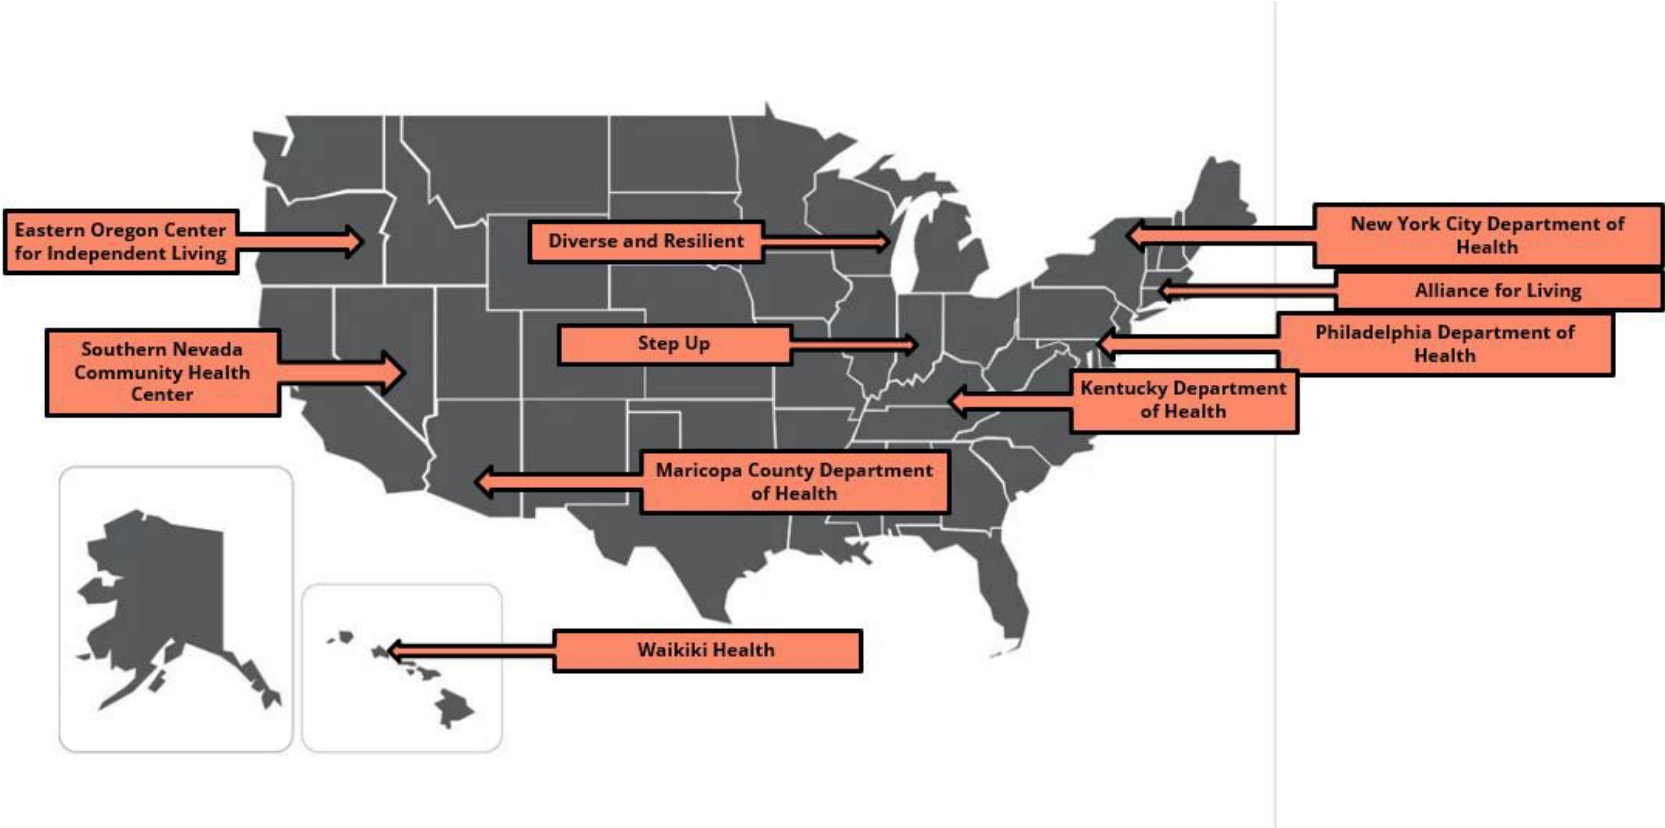 Eastern Oregon Center
for Independent Living
Diverse and Resilient
New York City Department of
Health
Alliance for Living
Southern Nevada
Community Health
Center
Step Up
Philadelphia Department of
Health
Kentucky Department
of Health
Maricopa County Department
of Health
Waikiki Health